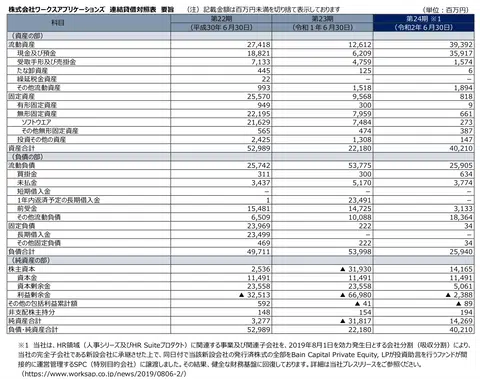 株式会社ワークスアプリケーションズ 連結貸借対照表 要旨 (注)記載金額は百万円未満を切り捨て表示しております (単位:百万円)
科目 第22期 第23期 第24期 ※1
(平成30年６月30日) (令和１年６月30日) (令和2年６月30日)
(資産の部)
流動資産 27,418 12,612 39,392
現金及び預金 18,821 6,209 35,917
受取手形及び売掛金 7,133 4,759 1,574
たな卸資産 445 125 6
繰延税金資産 22 － －
その他流動資産 993 1,518 1,894
固定資産 25,570 9,568 818
有形固定資産 949 300 9
無形固定資産 22,195 7,959 661
ソフトウエア 21,629 7,484 273
その他無形固定資産 565 474 387
投資その他の資産 2,425 1,308 147
資産合計 52,989 22,180 40,210
(負債の部)
流動負債 25,742 53,775 25,905
買掛金 311 300 634
未払金 3,437 5,170 3,774
短期借入金 － － －
1年内返済予定の長期借入金 1 23,491 －
前受金 15,481 14,725 3,133
その他流動負債 6,509 10,088 18,364
固定負債 23,969 222 34
長期借入金 23,499 － －
その他固定負債 469 222 34
負債合計 49,711 53,998 25,940
(純資産の部)
株主資本 2,536 ▲ 31,930 14,165
資本金 11,491 11,491 11,491
資本剰余金 23,558 23,558 5,061
利益剰余金 ▲ 32,513 ▲ 66,980 ▲ 2,388
その他の包括利益累計額 592 ▲ 41 ▲ 89
非支配株主持分 148 154 194
純資産合計 3,277 ▲ 31,817 14,269
負債・純資産合計 52,989 22,180 40,210
※１ 当社は、HR領域（人事シリーズ及びHR Suiteプロダクト）に関連する事業及び関連子会社を、2019年8月1日を効力発生日とする会社分割（吸収分割）により、
当社の完全子会社である新設会社に承継させた上で、同日付で当該新設会社の発行済株式の全部をBain Capital Private Equity, LPが投資助言を行うファンドが間
接的に運営管理するSPC（特別目的会社）に譲渡しました。その結果、健全な財務基盤に回復しております。詳細は当社プレスリリースをご参照ください。
（https://www.worksap.co.jp/news/2019-0806-2/）